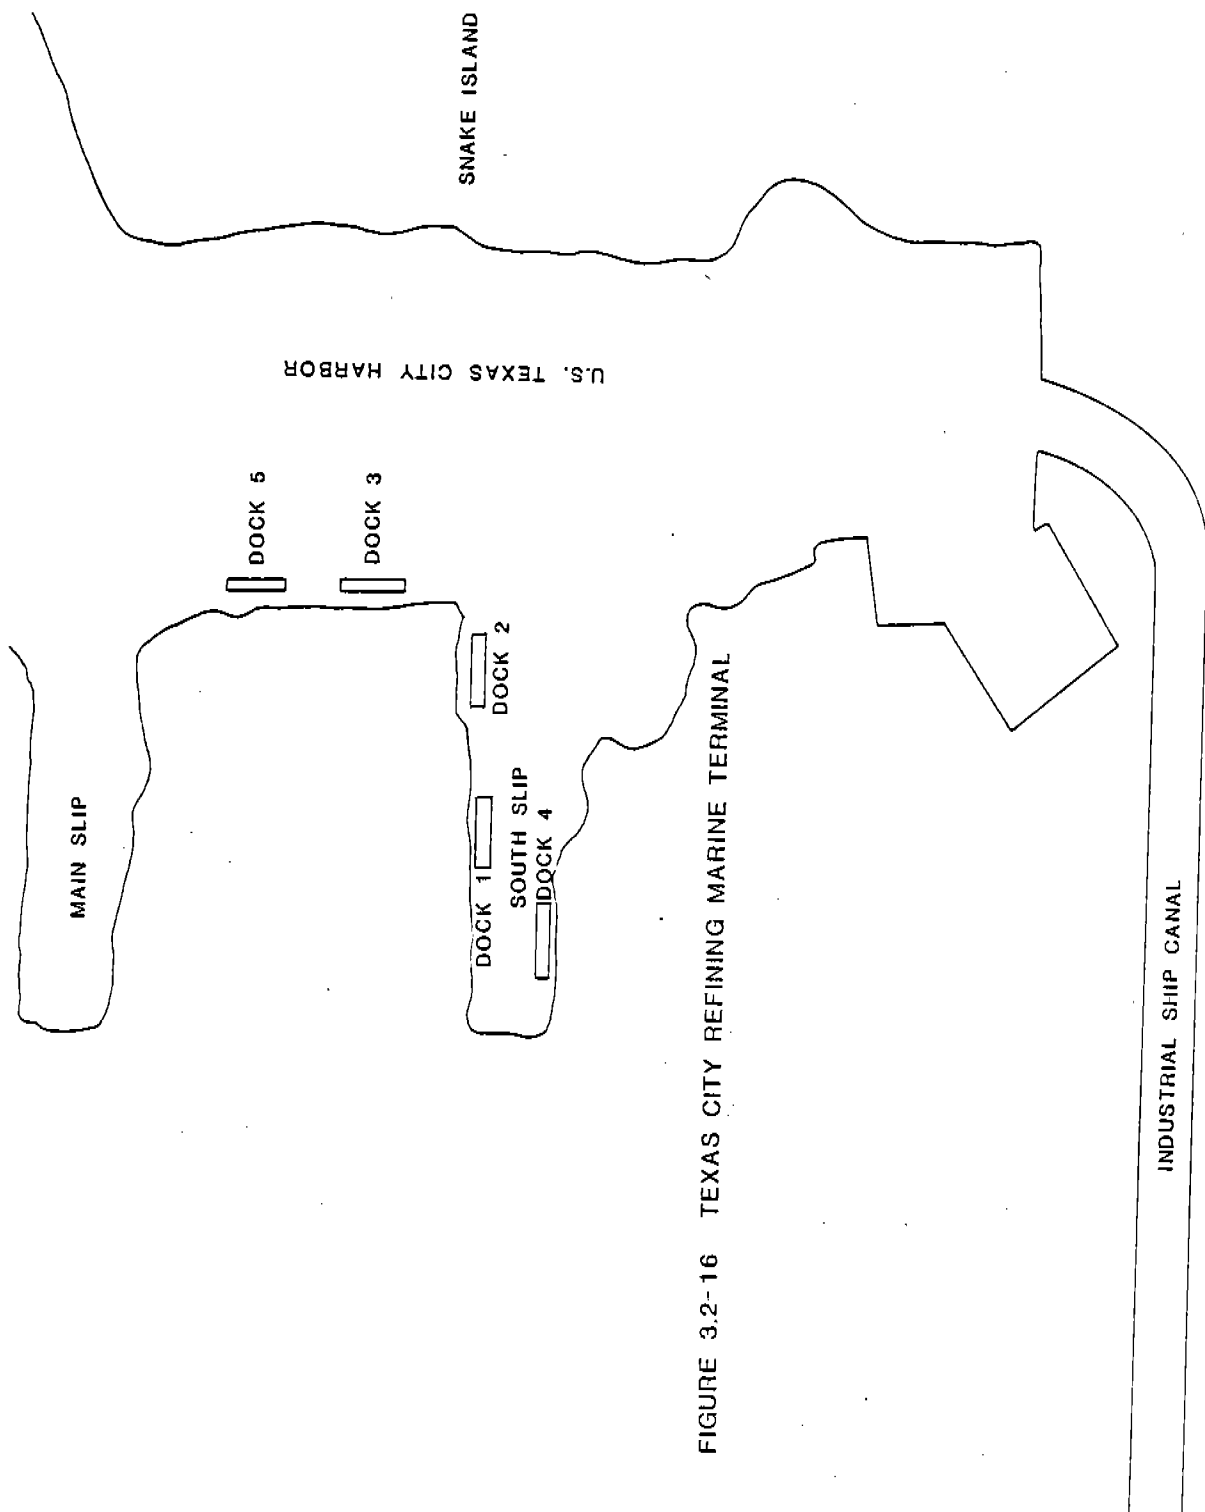 SNAKE ISLAND
U.S. TEXAS CITY HARBOR
DOCK 5
DOCK 3
DOCK 2
MAIN SLIP
DOCK 1
SOUTH SLIP
DOCK 4
FIGURE 3.2-16 TEXAS CITY REFINING MARINE TERMINAL
INDUSTRIAL SHIP CANAL